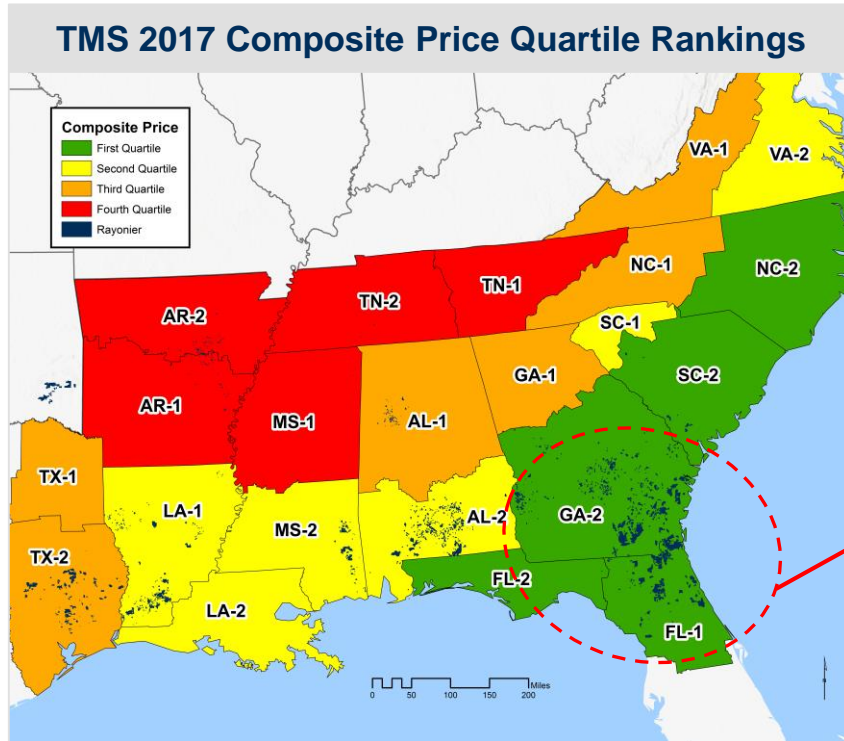 TMS 2017 Composite Price Quartile Rankings
Composite Price
First Quartile
Second Quartile
Third Quartile
Fourth Quartile
Rayonier
VA-1
VA-2
NC-1
NC-2
TN-1
TN-2
AR-2
SC-1
SC-2
GA-1
AR-1
MS-1
AL-1
TX-1
LA-1
AL-2
GA-2
MS-2
TX-2
FL-2
LA-2
FL-1
Miles
0 50 100 150 200